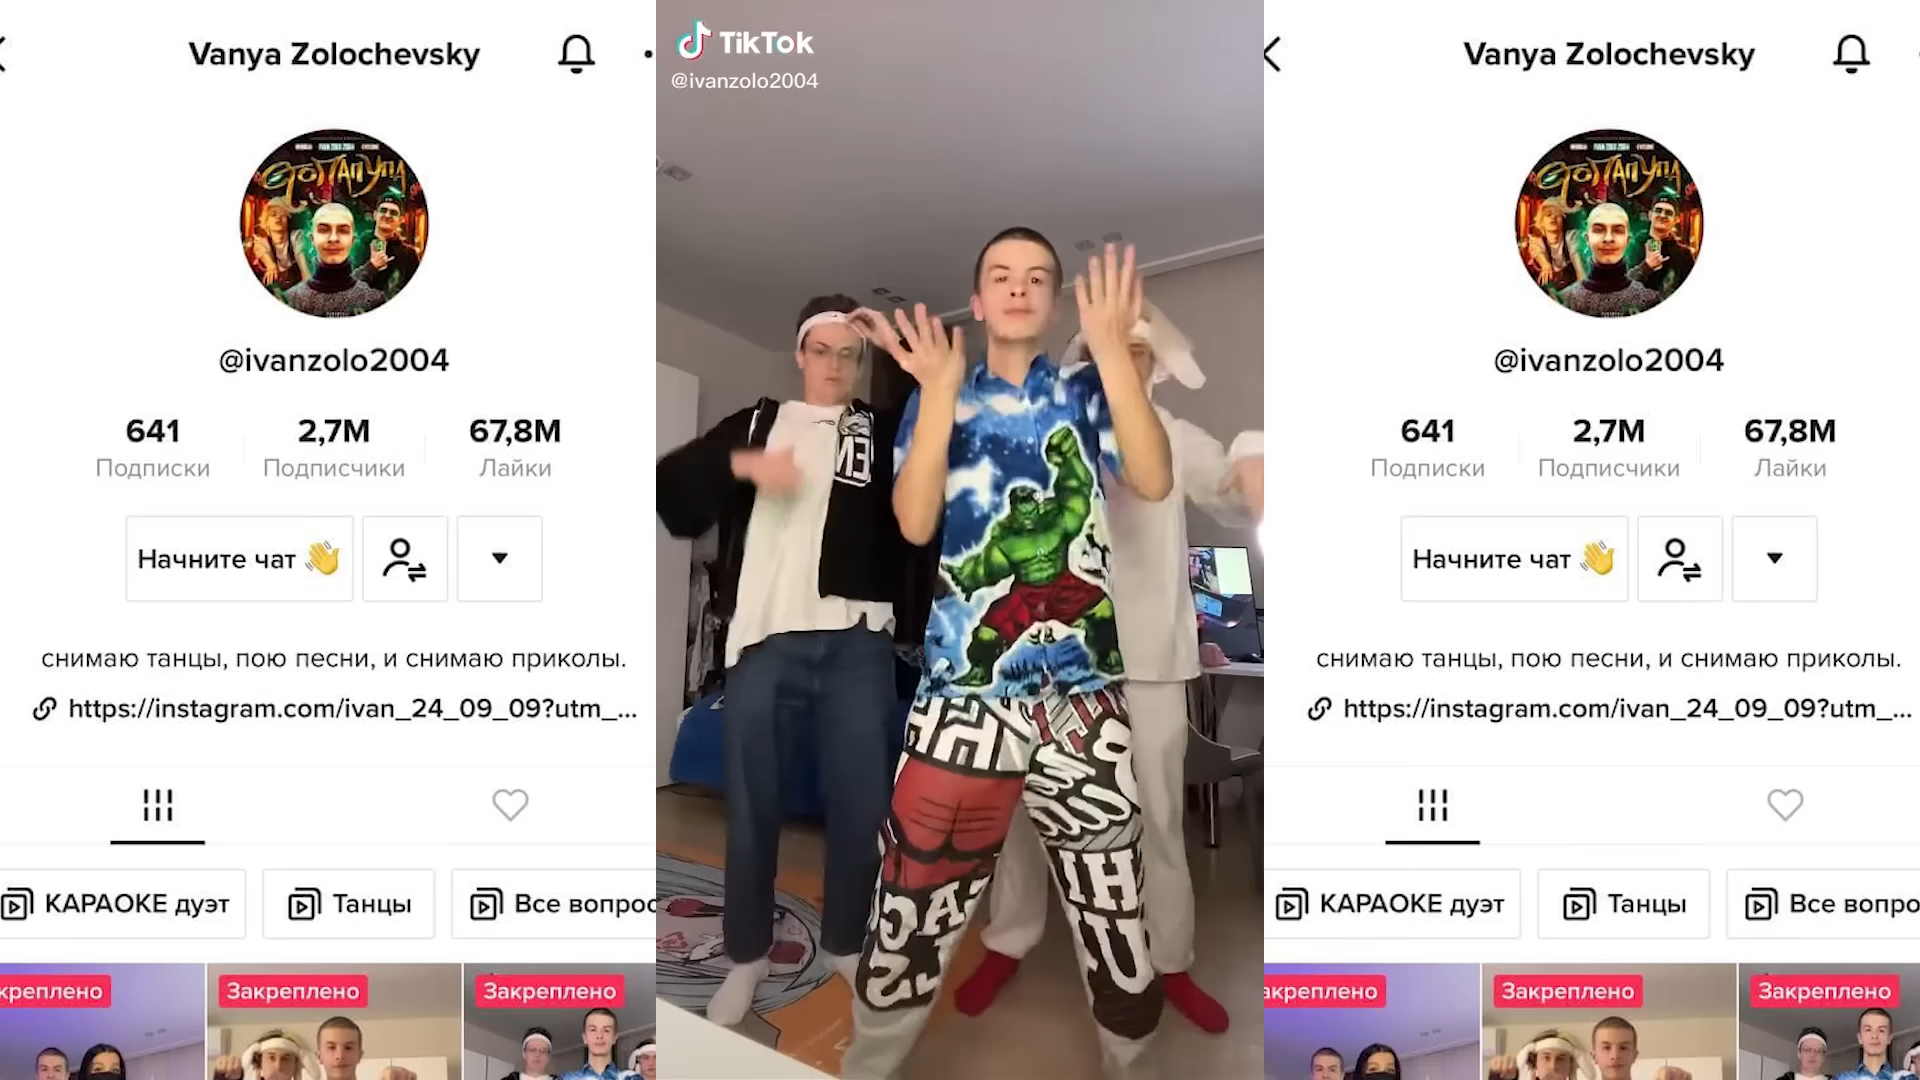 Vanya Zolochevsky
СтоПАпупА
@ivanzolo2004
641
2,7M
67,8M
Подписки
Подписчики
Лайки
Начните чат 👋
снимаю танцы, пою песни, и снимаю приколы.
https://instagram.com/ivan_24_09_09?utm_...
КАРАОКЕ дуэт
Танцы
Все вопрос
креплено
Закреплено
Закреплено
TikTok
@ivanzolo2004
Vanya Zolochevsky
СтоПАпупА
@ivanzolo2004
641
2,7M
67,8M
Подписки
Подписчики
Лайки
Начните чат 👋
снимаю танцы, пою песни, и снимаю приколы.
https://instagram.com/ivan_24_09_09?utm_...
КАРАОКЕ дуэт
Танцы
Все вопро
акреплено
Закреплено
Закреплено